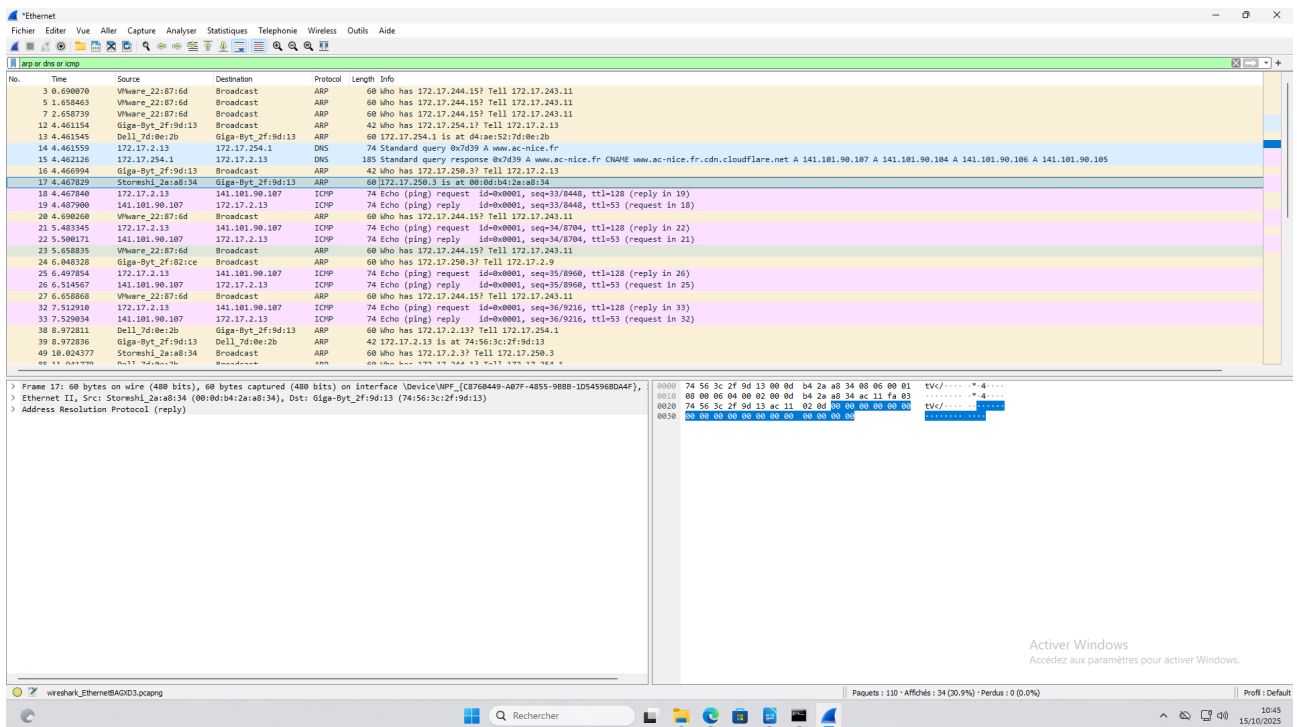 *Ethernet
Fichier Editer Vue Aller Capture Analyser Statistiques Telephonie Wireless Outils Aide
arp or dns or icmp
No. Time Source Destination Protocol Length Info
3 0.690070 VMware_22:87:6d Broadcast ARP 60 Who has 172.17.244.15? Tell 172.17.243.11
5 1.658463 VMware_22:87:6d Broadcast ARP 60 Who has 172.17.244.15? Tell 172.17.243.11
7 2.658739 VMware_22:87:6d Broadcast ARP 60 Who has 172.17.244.15? Tell 172.17.243.11
12 4.461154 Giga-Byt_2f:9d:13 Broadcast ARP 42 Who has 172.17.254.1? Tell 172.17.2.13
13 4.461545 Dell_7d:0e:2b Giga-Byt_2f:9d:13 ARP 60 172.17.254.1 is at d4:ae:52:7d:0e:2b
14 4.461559 172.17.2.13 172.17.254.1 DNS 74 Standard query 0x7d39 A www.ac-nice.fr
15 4.462126 172.17.254.1 172.17.2.13 DNS 185 Standard query response 0x7d39 A www.ac-nice.fr CNAME www.ac-nice.fr.cdn.cloudflare.net A 141.101.90.107 A 141.101.90.104 A 141.101.90.106 A 141.101.90.105
16 4.466994 Giga-Byt_2f:9d:13 Broadcast ARP 42 Who has 172.17.250.3? Tell 172.17.2.13
17 4.467829 Stormshi_2a:a8:34 Giga-Byt_2f:9d:13 ARP 60 172.17.250.3 is at 00:0d:b4:2a:a8:34
18 4.467840 172.17.2.13 141.101.90.107 ICMP 74 Echo (ping) request id=0x0001, seq=33/8448, ttl=128 (reply in 19)
19 4.487900 141.101.90.107 172.17.2.13 ICMP 74 Echo (ping) reply id=0x0001, seq=33/8448, ttl=53 (request in 18)
20 4.690260 VMware_22:87:6d Broadcast ARP 60 Who has 172.17.244.15? Tell 172.17.243.11
21 5.483345 172.17.2.13 141.101.90.107 ICMP 74 Echo (ping) request id=0x0001, seq=34/8704, ttl=128 (reply in 22)
22 5.500171 141.101.90.107 172.17.2.13 ICMP 74 Echo (ping) reply id=0x0001, seq=34/8704, ttl=53 (request in 21)
23 5.658835 VMware_22:87:6d Broadcast ARP 60 Who has 172.17.244.15? Tell 172.17.243.11
24 6.048328 Giga-Byt_2f:82:ce Broadcast ARP 60 Who has 172.17.250.3? Tell 172.17.2.9
25 6.497854 172.17.2.13 141.101.90.107 ICMP 74 Echo (ping) request id=0x0001, seq=35/8960, ttl=128 (reply in 26)
26 6.514567 141.101.90.107 172.17.2.13 ICMP 74 Echo (ping) reply id=0x0001, seq=35/8960, ttl=53 (request in 25)
27 6.658868 VMware_22:87:6d Broadcast ARP 60 Who has 172.17.244.15? Tell 172.17.243.11
32 7.512910 172.17.2.13 141.101.90.107 ICMP 74 Echo (ping) request id=0x0001, seq=36/9216, ttl=128 (reply in 33)
33 7.529034 141.101.90.107 172.17.2.13 ICMP 74 Echo (ping) reply id=0x0001, seq=36/9216, ttl=53 (request in 32)
38 8.972811 Dell_7d:0e:2b Giga-Byt_2f:9d:13 ARP 60 Who has 172.17.2.13? Tell 172.17.254.1
39 8.972836 Giga-Byt_2f:9d:13 Dell_7d:0e:2b ARP 42 172.17.2.13 is at 74:56:3c:2f:9d:13
49 10.024377 Stormshi_2a:a8:34 Broadcast ARP 60 Who has 172.17.2.3? Tell 172.17.250.3
Frame 17: 60 bytes on wire (480 bits), 60 bytes captured (480 bits) on interface \Device\NPF_{C8760449-A07F-4855-9BBB-1D54596BDA4F},
Ethernet II, Src: Stormshi_2a:a8:34 (00:0d:b4:2a:a8:34), Dst: Giga-Byt_2f:9d:13 (74:56:3c:2f:9d:13)
Address Resolution Protocol (reply)
0000 74 56 3c 2f 9d 13 00 0d b4 2a a8 34 08 06 00 01 tV</···· ·*·4····
0010 08 00 06 04 00 02 00 0d b4 2a a8 34 ac 11 fa 03 ········ ·*·4····
0020 74 56 3c 2f 9d 13 ac 11 02 0d 00 00 00 00 00 00 tV</···· ········
0030 00 00 00 00 00 00 00 00 00 00 00 00 ········ ····
Activer Windows
Accédez aux paramètres pour activer Windows.
wireshark_EthernetBAGXD3.pcapng Paquets : 110 · Affichés : 34 (30.9%) · Perdus : 0 (0.0%) Profil : Default
Rechercher
10:45
15/10/2025